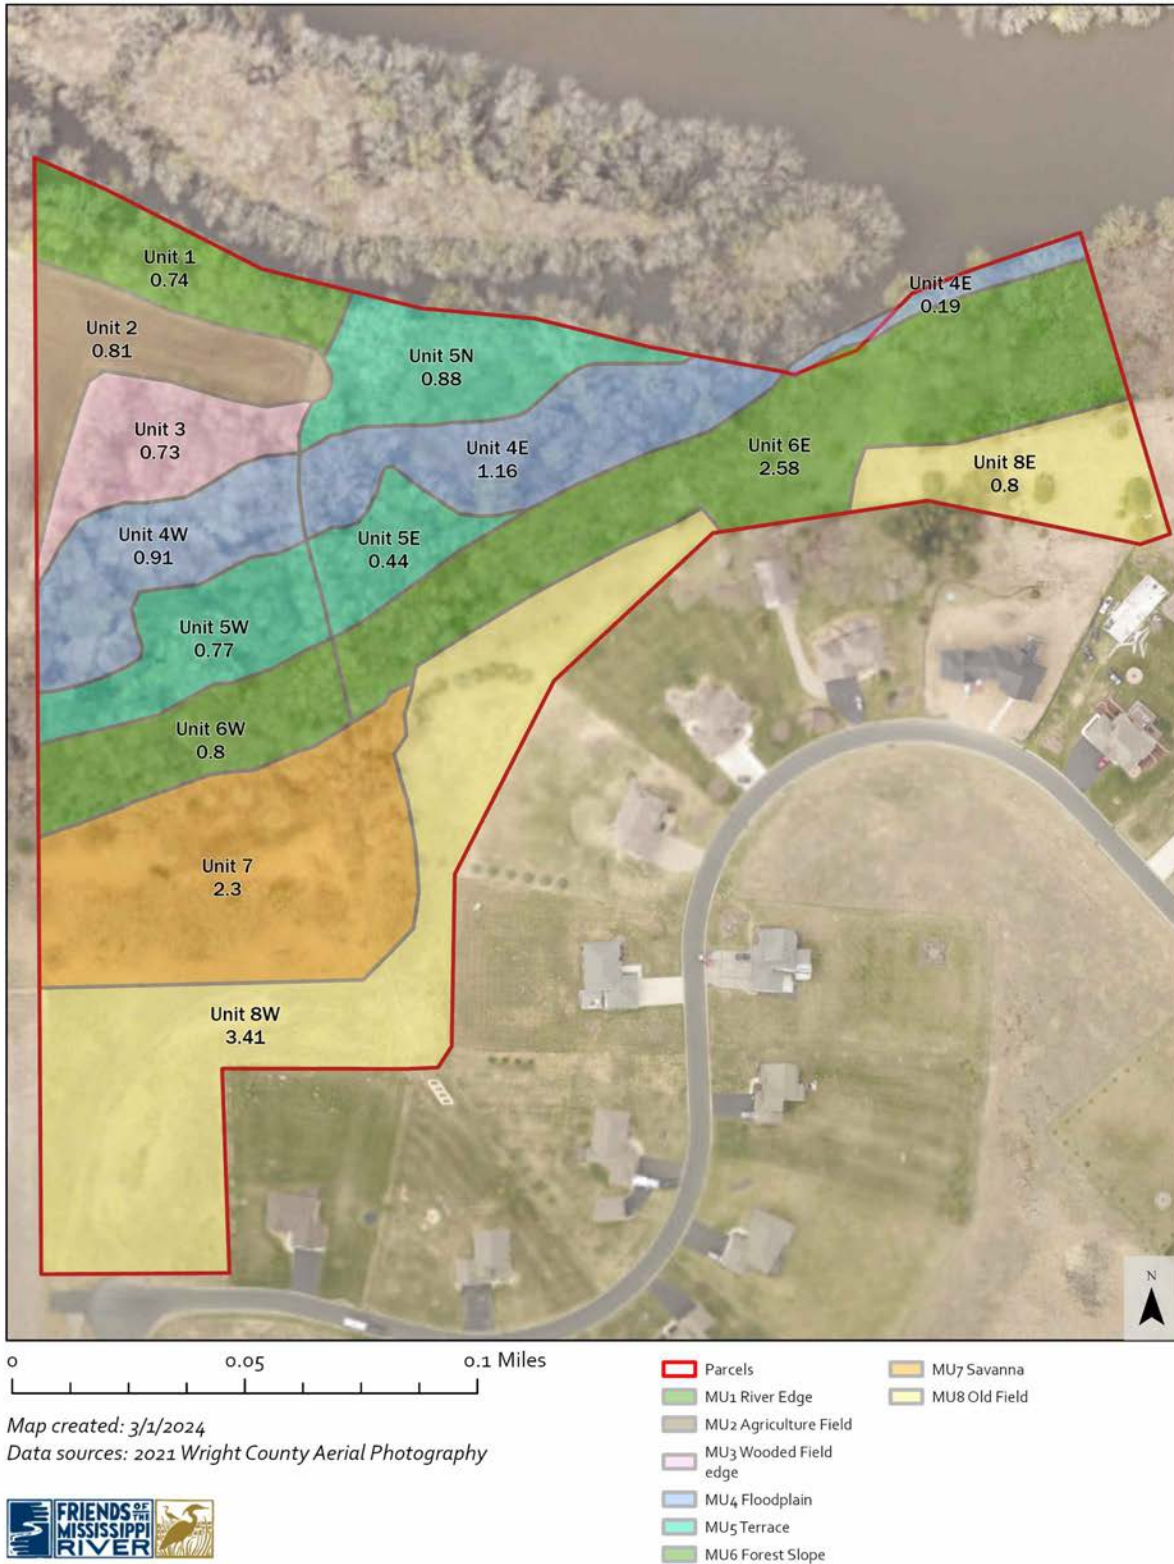 Unit 1
0.74
Unit 2
0.81
Unit 3
0.73
Unit 5N
0.88
Unit 4E
0.19
Unit 4E
1.16
Unit 6E
2.58
Unit 8E
0.8
Unit 4W
0.91
Unit 5E
0.44
Unit 5W
0.77
Unit 6W
0.8
Unit 7
2.3
Unit 8W
3.41
N
0 0.05 0.1 Miles
Map created: 3/1/2024
Data sources: 2021 Wright County Aerial Photography
FRIENDS OF THE
MISSISSIPPI
RIVER
Parcels
MU1 River Edge
MU2 Agriculture Field
MU3 Wooded Field
edge
MU4 Floodplain
MU5 Terrace
MU6 Forest Slope
MU7 Savanna
MU8 Old Field